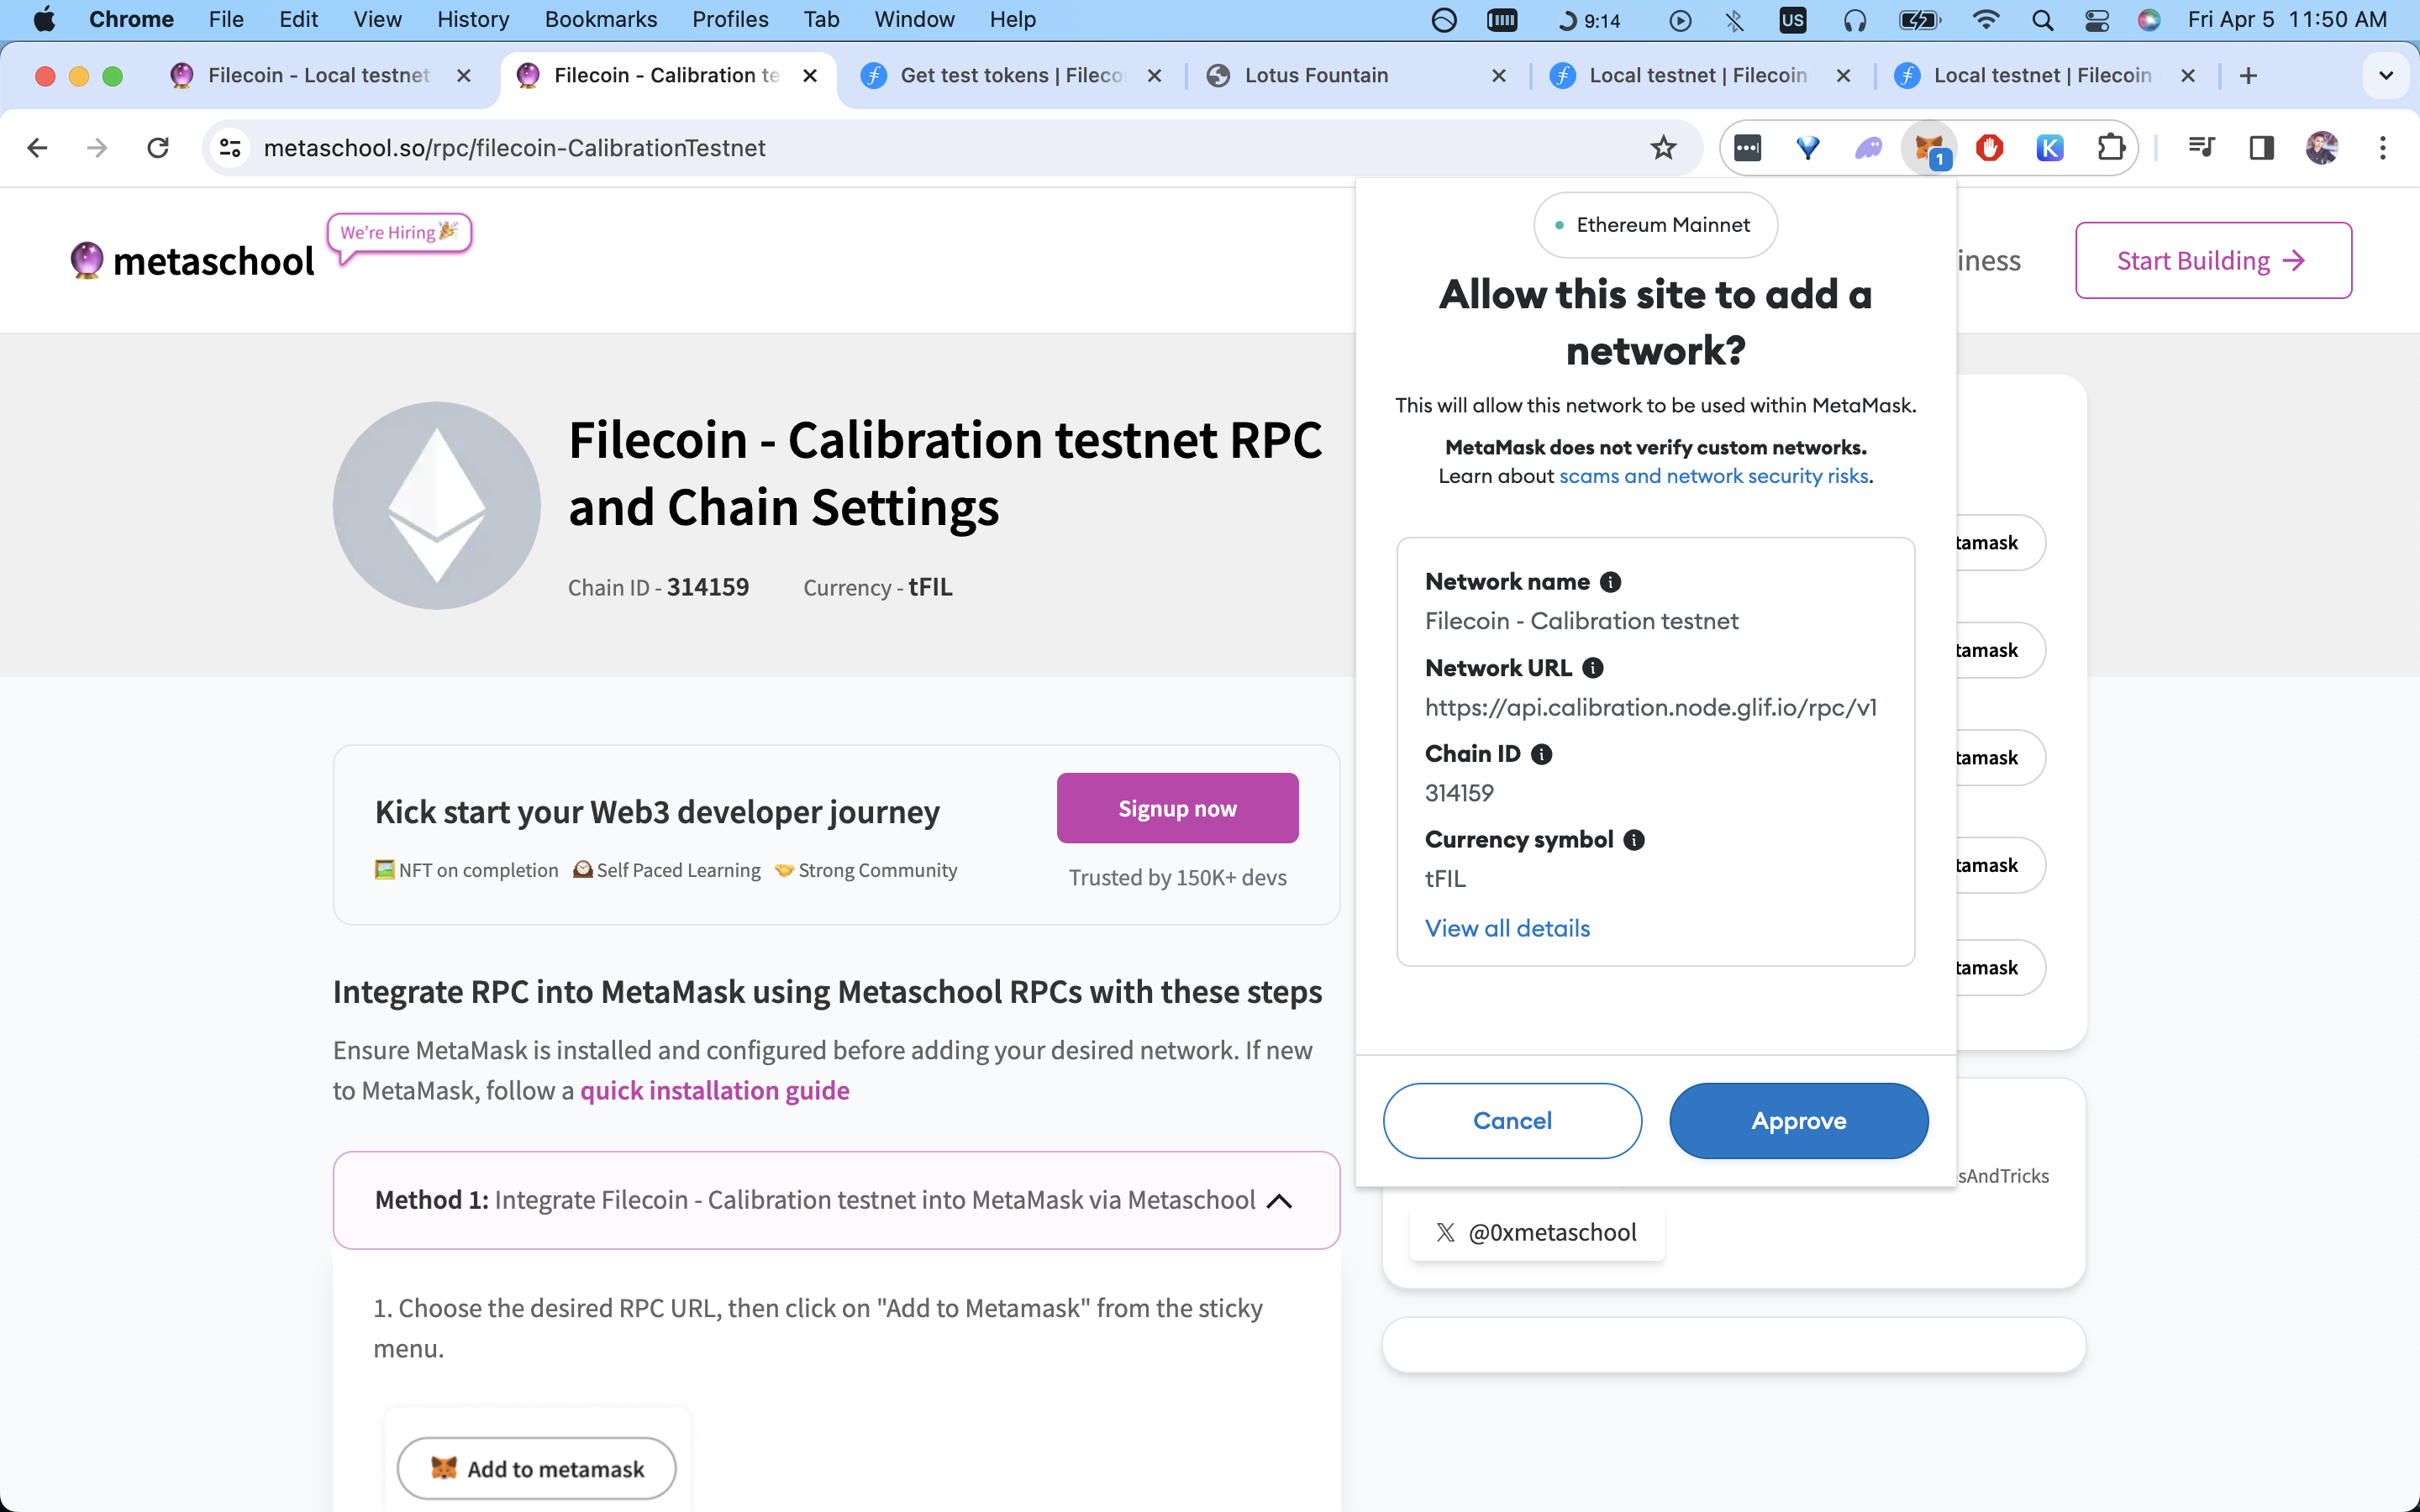 Chrome File Edit View History Bookmarks Profiles Tab Window Help 9:14 US Fri Apr 5 11:50 AM
Filecoin - Local testnet Filecoin - Calibration te Get test tokens | Fileco Lotus Fountain Local testnet | Filecoin Local testnet | Filecoin
metaschool.so/rpc/filecoin-CalibrationTestnet
1
K
metaschool
We're Hiring🎉
iness
Start Building →
Filecoin - Calibration testnet RPC
and Chain Settings
Chain ID - 314159 Currency - tFIL
Kick start your Web3 developer journey
Signup now
NFT on completion Self Paced Learning Strong Community
Trusted by 150K+ devs
Integrate RPC into MetaMask using Metaschool RPCs with these steps
Ensure MetaMask is installed and configured before adding your desired network. If new
to MetaMask, follow a quick installation guide
Method 1: Integrate Filecoin - Calibration testnet into MetaMask via Metaschool
1. Choose the desired RPC URL, then click on "Add to Metamask" from the sticky
menu.
Add to metamask
Ethereum Mainnet
Allow this site to add a
network?
This will allow this network to be used within MetaMask.
MetaMask does not verify custom networks.
Learn about scams and network security risks.
Network name
Filecoin - Calibration testnet
Network URL
https://api.calibration.node.glif.io/rpc/v1
Chain ID
314159
Currency symbol
tFIL
View all details
Cancel
Approve
tamask
tamask
tamask
tamask
tamask
sAndTricks
X @0xmetaschool